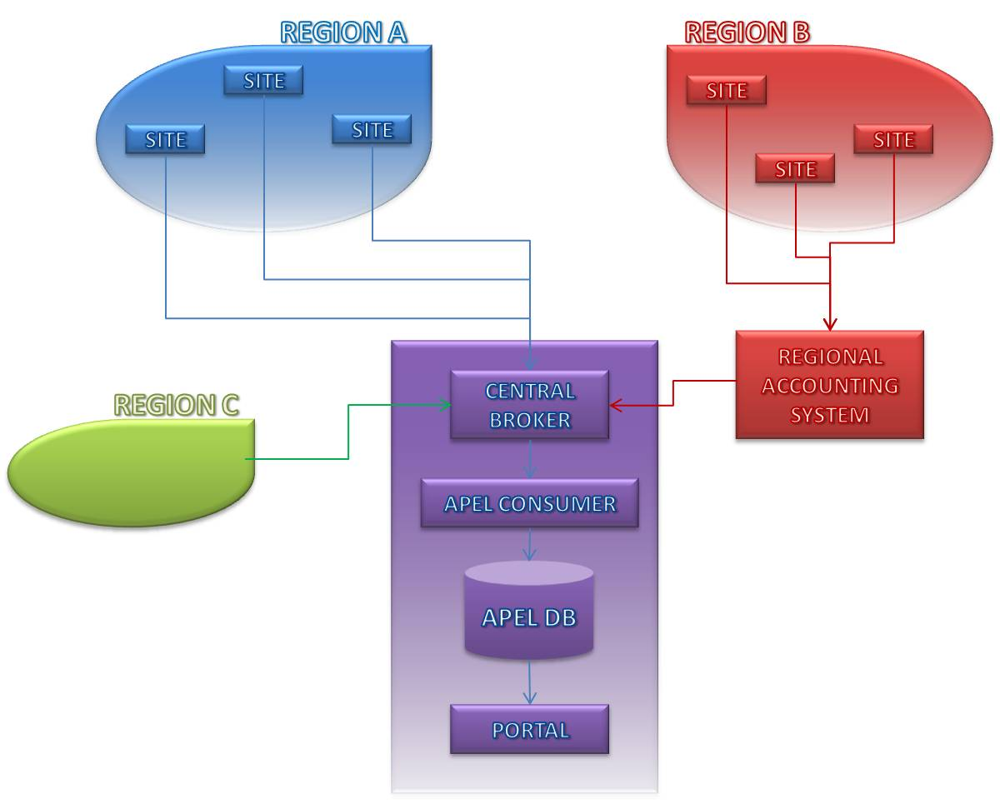 REGION A
SITE
SITE
SITE
REGION B
SITE
SITE
SITE
REGIONAL
ACCOUNTING
SYSTEM
REGION C
CENTRAL
BROKER
APEL CONSUMER
APEL DB
PORTAL